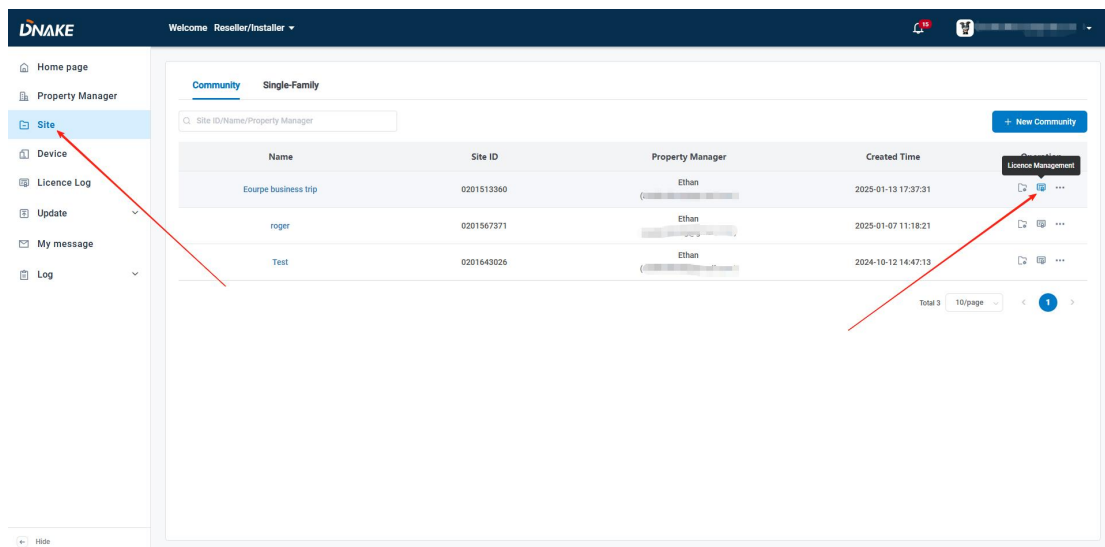 DNAKE
Welcome Reseller/Installer
15
Home page
Property Manager
Site
Device
Licence Log
Update
My message
Log
Hide
Community Single-Family
Site ID/Name/Property Manager
+ New Community
Name Site ID Property Manager Created Time Operation
Licence Management
Eourpe business trip 0201513360 Ethan 2025-01-13 17:37:31
roger 0201567371 Ethan 2025-01-07 11:18:21
Test 0201643026 Ethan 2024-10-12 14:47:13
Total 3 10/page 1